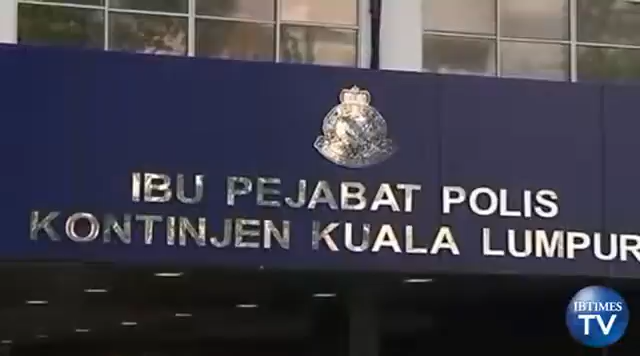 IBU PEJABAT POLIS
KONTINJEN KUALA LUMPUR
IBTIMES
TV